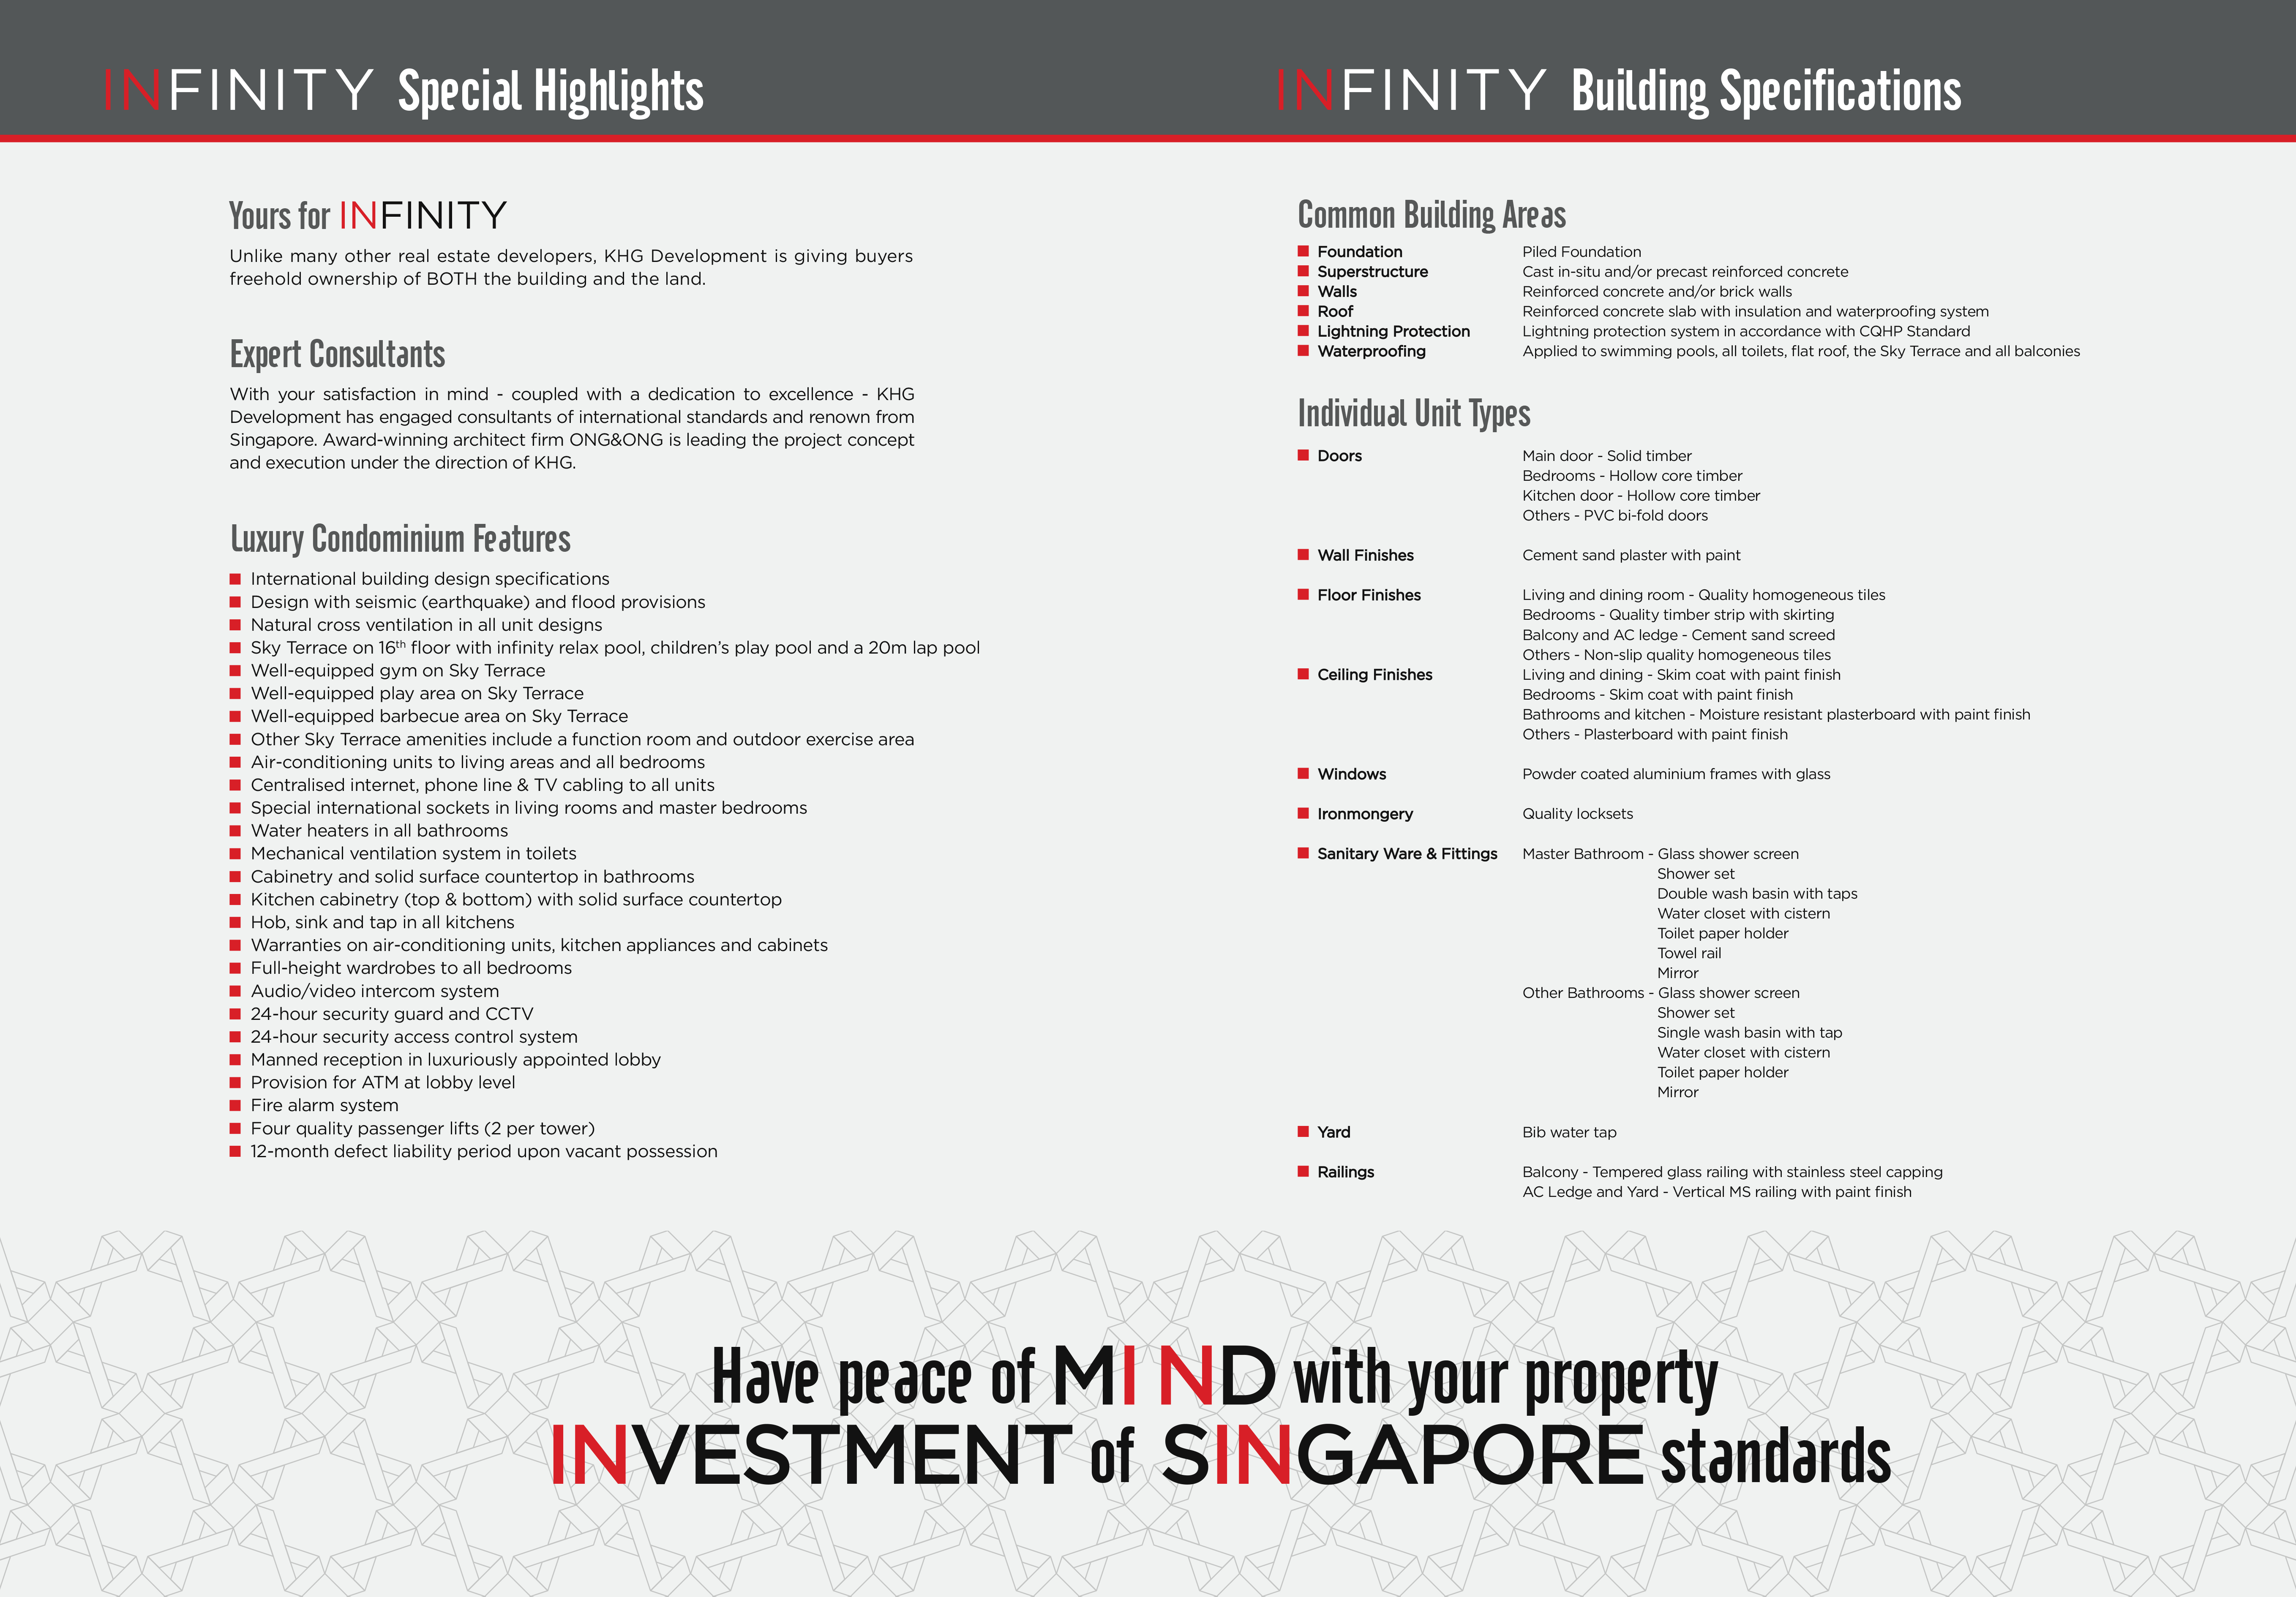 INFINITY Special Highlights
Yours for INFINITY
Unlike many other real estate developers, KHG Development is giving buyers
freehold ownership of BOTH the building and the land.
Expert Consultants
With your satisfaction in mind - coupled with a dedication to excellence - KHG
Development has engaged consultants of international standards and renown from
Singapore. Award-winning architect firm ONG&ONG is leading the project concept
and execution under the direction of KHG.
Luxury Condominium Features
International building design specifications
Design with seismic (earthquake) and flood provisions
Natural cross ventilation in all unit designs
Sky Terrace on 16th floor with infinity relax pool, children's play pool and a 20m lap pool
Well-equipped gym on Sky Terrace
Well-equipped play area on Sky Terrace
Well-equipped barbecue area on Sky Terrace
Other Sky Terrace amenities include a function room and outdoor exercise area
Air-conditioning units to living areas and all bedrooms
Centralised internet, phone line & TV cabling to all units
Special international sockets in living rooms and master bedrooms
Water heaters in all bathrooms
Mechanical ventilation system in toilets
Cabinetry and solid surface countertop in bathrooms
Kitchen cabinetry (top & bottom) with solid surface countertop
Hob, sink and tap in all kitchens
Warranties on air-conditioning units, kitchen appliances and cabinets
Full-height wardrobes to all bedrooms
Audio/video intercom system
24-hour security guard and CCTV
24-hour security access control system
Manned reception in luxuriously appointed lobby
Provision for ATM at lobby level
Fire alarm system
Four quality passenger lifts (2 per tower)
12-month defect liability period upon vacant possession
INFINITY Building Specifications
Common Building Areas
Foundation Piled Foundation
Superstructure Cast in-situ and/or precast reinforced concrete
Walls Reinforced concrete and/or brick walls
Roof Reinforced concrete slab with insulation and waterproofing system
Lightning Protection Lightning protection system in accordance with CQHP Standard
Waterproofing Applied to swimming pools, all toilets, flat roof, the Sky Terrace and all balconies
Individual Unit Types
Doors Main door - Solid timber
Bedrooms - Hollow core timber
Kitchen door - Hollow core timber
Others - PVC bi-fold doors
Wall Finishes Cement sand plaster with paint
Floor Finishes Living and dining room - Quality homogeneous tiles
Bedrooms - Quality timber strip with skirting
Balcony and AC ledge - Cement sand screed
Others - Non-slip quality homogeneous tiles
Ceiling Finishes Living and dining - Skim coat with paint finish
Bedrooms - Skim coat with paint finish
Bathrooms and kitchen - Moisture resistant plasterboard with paint finish
Others - Plasterboard with paint finish
Windows Powder coated aluminium frames with glass
Ironmongery Quality locksets
Sanitary Ware & Fittings Master Bathroom - Glass shower screen
Shower set
Double wash basin with taps
Water closet with cistern
Toilet paper holder
Towel rail
Mirror
Other Bathrooms - Glass shower screen
Shower set
Single wash basin with tap
Water closet with cistern
Toilet paper holder
Mirror
Yard Bib water tap
Railings Balcony - Tempered glass railing with stainless steel capping
AC Ledge and Yard - Vertical MS railing with paint finish
Have peace of MIND with your property
INVESTMENT of SINGAPORE standards